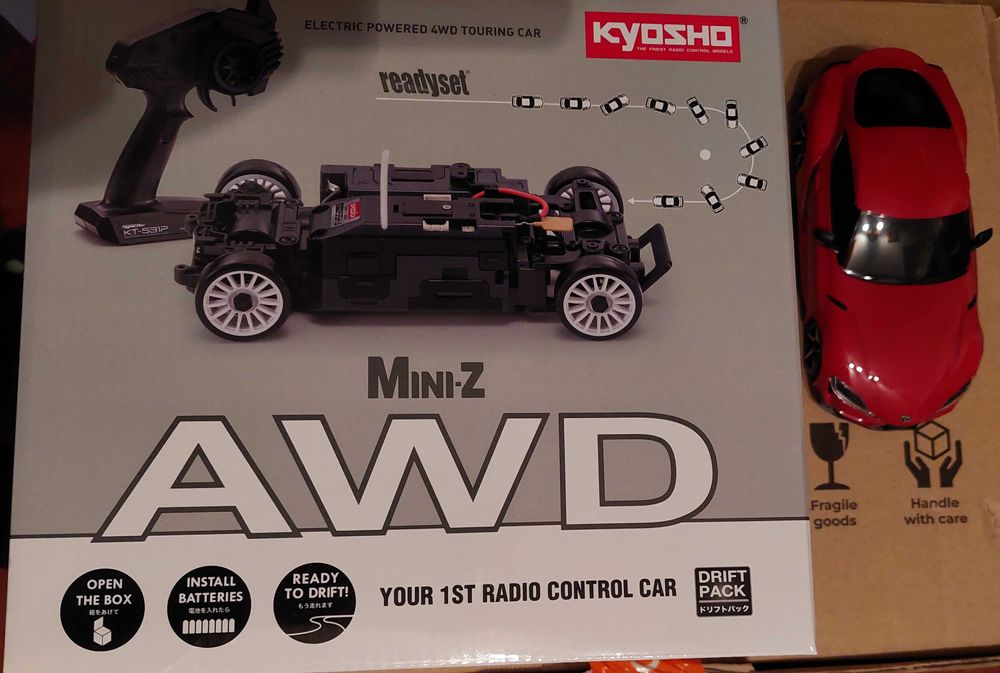 ELECTRIC POWERED 4WD TOURING CAR
KYOSHO®
THE FINEST RADIO CONTROL MODELS
readyset
KT-531P
MINI-Z
AWD
OPEN
THE BOX
箱をあけて
INSTALL
BATTERIES
電池を入れたら
READY
TO DRIFT!
もう走れます
YOUR 1ST RADIO CONTROL CAR
DRIFT
PACK
ドリフトパック
Fragile
goods
Handle
with care